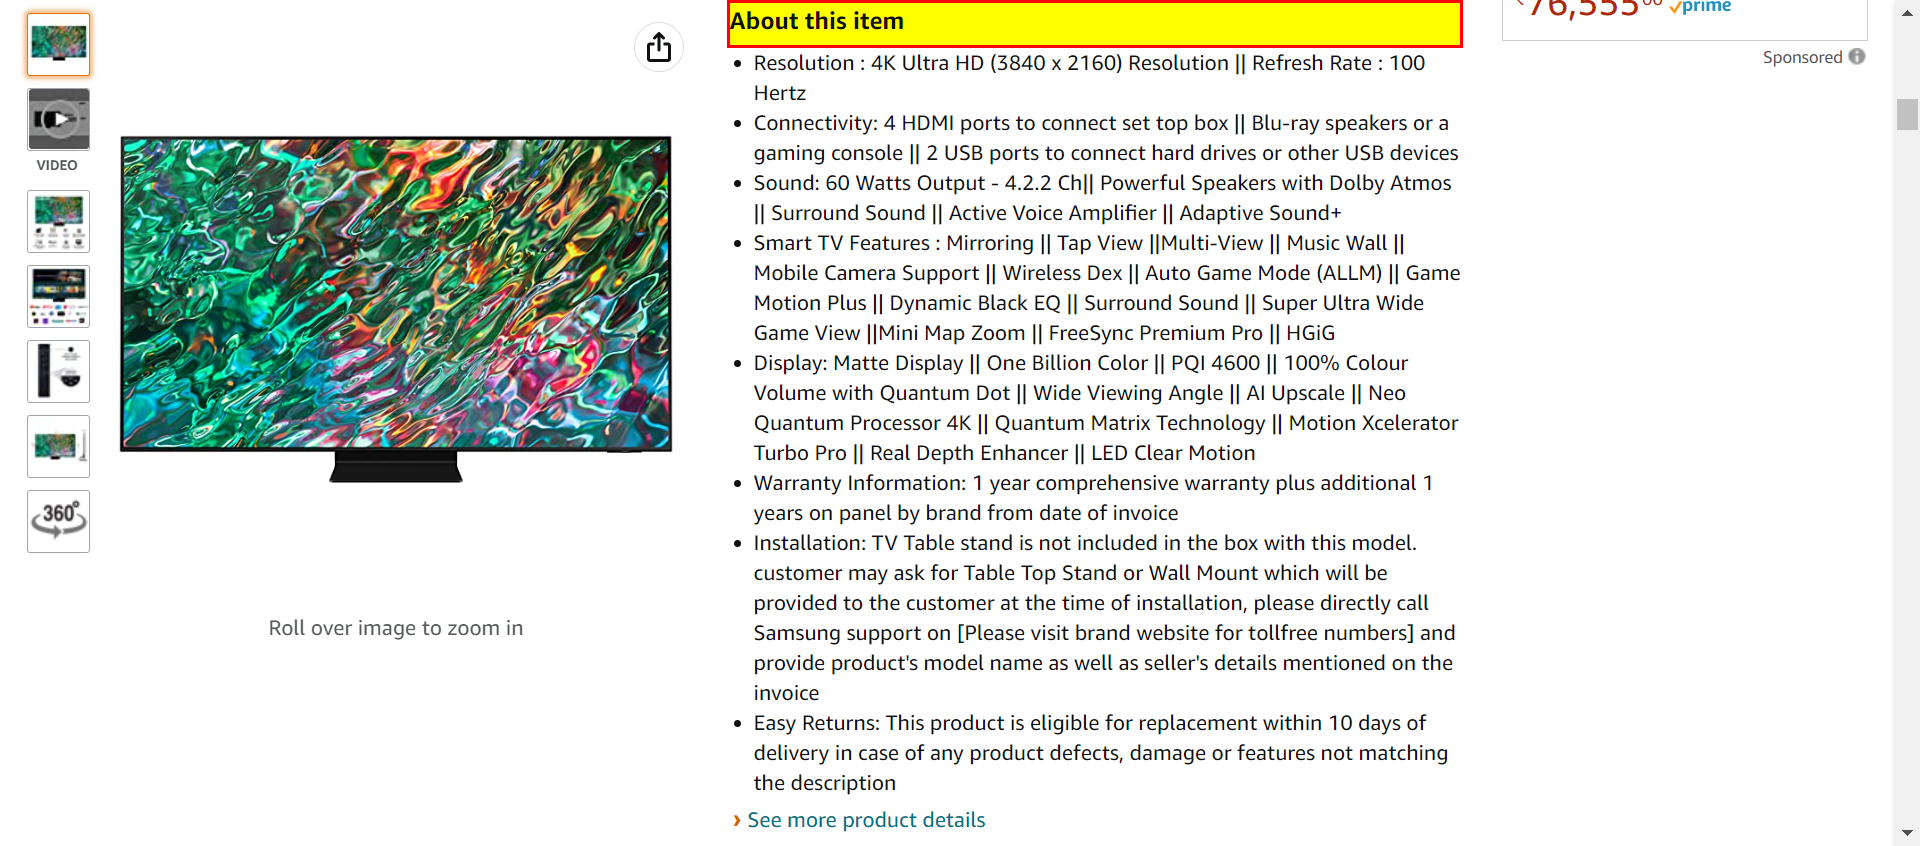 VIDEO
360°
Roll over image to zoom in
About this item
Resolution : 4K Ultra HD (3840 x 2160) Resolution || Refresh Rate : 100
Hertz
Connectivity: 4 HDMI ports to connect set top box || Blu-ray speakers or a
gaming console || 2 USB ports to connect hard drives or other USB devices
Sound: 60 Watts Output - 4.2.2 Ch|| Powerful Speakers with Dolby Atmos
|| Surround Sound || Active Voice Amplifier || Adaptive Sound+
Smart TV Features : Mirroring || Tap View ||Multi-View || Music Wall ||
Mobile Camera Support || Wireless Dex || Auto Game Mode (ALLM) || Game
Motion Plus || Dynamic Black EQ || Surround Sound || Super Ultra Wide
Game View ||Mini Map Zoom || FreeSync Premium Pro || HGiG
Display: Matte Display || One Billion Color || PQI 4600 || 100% Colour
Volume with Quantum Dot || Wide Viewing Angle || AI Upscale || Neo
Quantum Processor 4K || Quantum Matrix Technology || Motion Xcelerator
Turbo Pro || Real Depth Enhancer || LED Clear Motion
Warranty Information: 1 year comprehensive warranty plus additional 1
years on panel by brand from date of invoice
Installation: TV Table stand is not included in the box with this model.
customer may ask for Table Top Stand or Wall Mount which will be
provided to the customer at the time of installation, please directly call
Samsung support on [Please visit brand website for tollfree numbers] and
provide product's model name as well as seller's details mentioned on the
invoice
Easy Returns: This product is eligible for replacement within 10 days of
delivery in case of any product defects, damage or features not matching
the description
› See more product details
76,555 prime
Sponsored